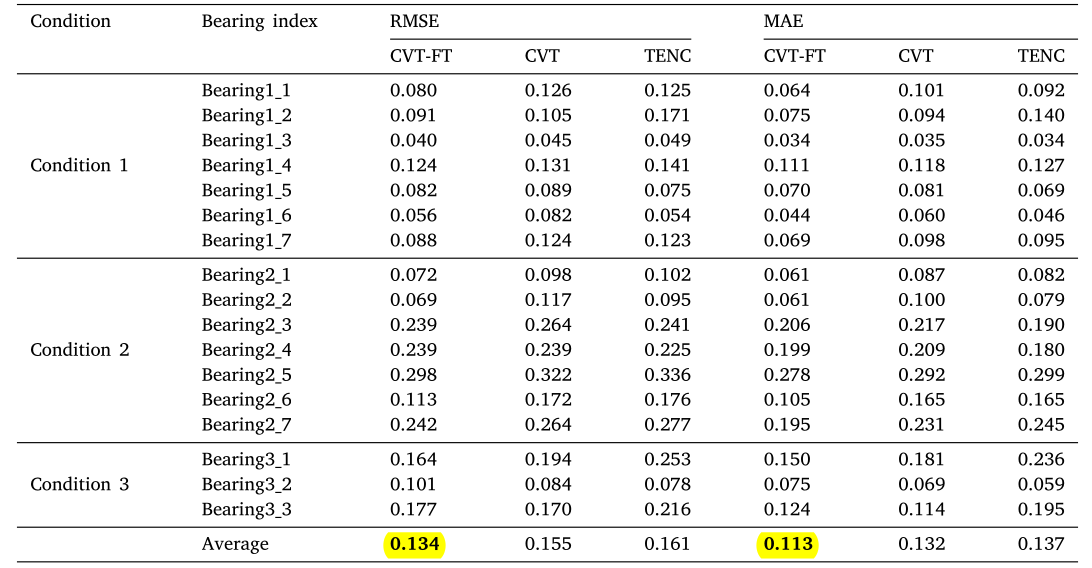 Condition Bearing index RMSE MAE
CVT-FT CVT TENC CVT-FT CVT TENC
Bearing1_1 0.080 0.126 0.125 0.064 0.101 0.092
Bearing1_2 0.091 0.105 0.171 0.075 0.094 0.140
Bearing1_3 0.040 0.045 0.049 0.034 0.035 0.034
Condition 1 Bearing1_4 0.124 0.131 0.141 0.111 0.118 0.127
Bearing1_5 0.082 0.089 0.075 0.070 0.081 0.069
Bearing1_6 0.056 0.082 0.054 0.044 0.060 0.046
Bearing1_7 0.088 0.124 0.123 0.069 0.098 0.095
Bearing2_1 0.072 0.098 0.102 0.061 0.087 0.082
Bearing2_2 0.069 0.117 0.095 0.061 0.100 0.079
Bearing2_3 0.239 0.264 0.241 0.206 0.217 0.190
Condition 2 Bearing2_4 0.239 0.239 0.225 0.199 0.209 0.180
Bearing2_5 0.298 0.322 0.336 0.278 0.292 0.299
Bearing2_6 0.113 0.172 0.176 0.105 0.165 0.165
Bearing2_7 0.242 0.264 0.277 0.195 0.231 0.245
Bearing3_1 0.164 0.194 0.253 0.150 0.181 0.236
Condition 3 Bearing3_2 0.101 0.084 0.078 0.075 0.069 0.059
Bearing3_3 0.177 0.170 0.216 0.124 0.114 0.195
Average 0.134 0.155 0.161 0.113 0.132 0.137